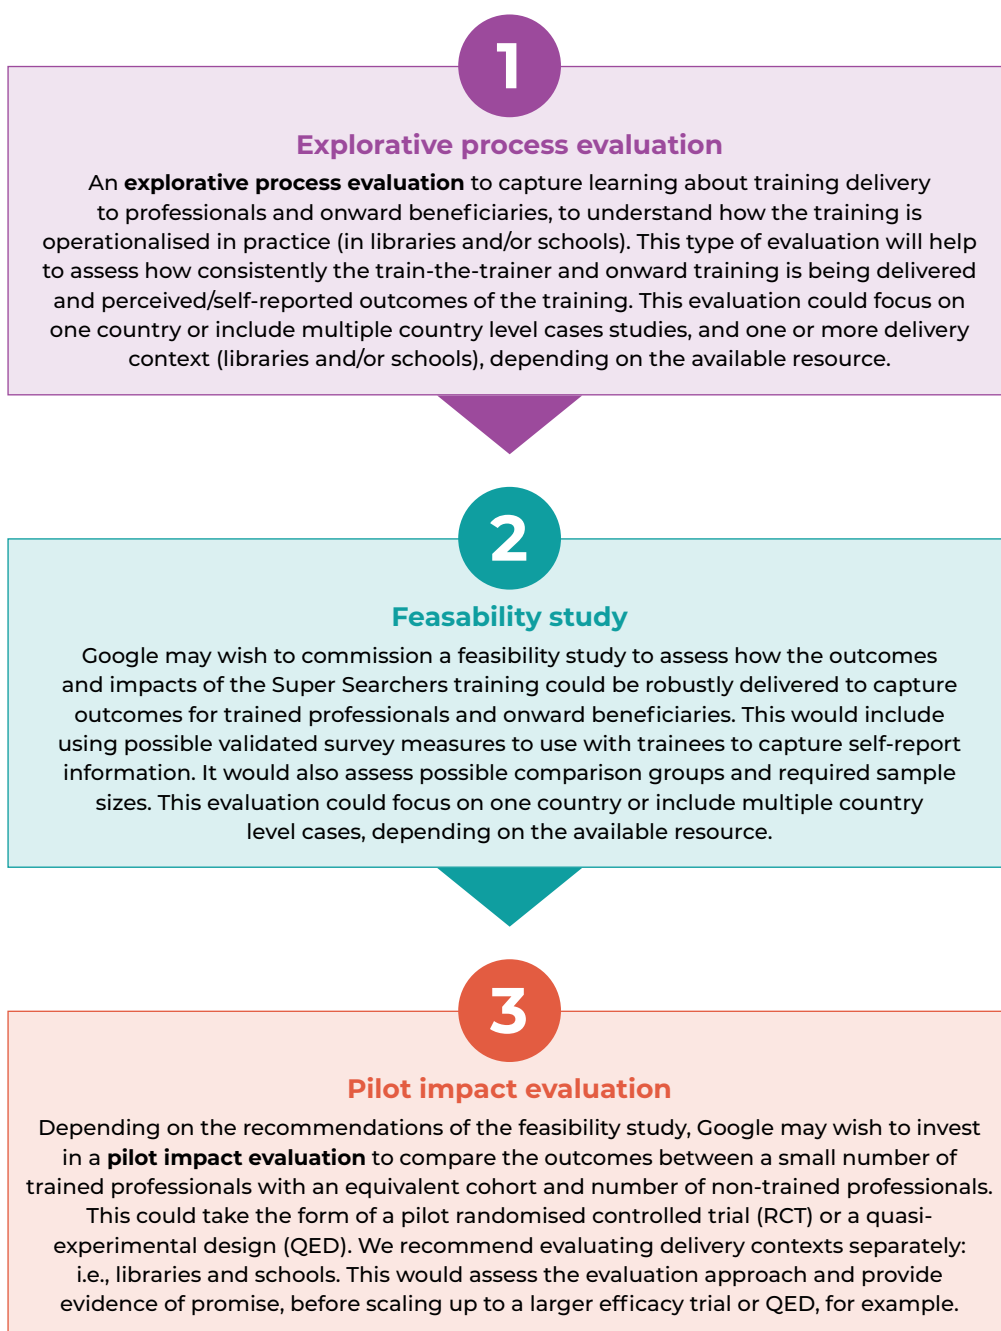 1
Explorative process evaluation
An explorative process evaluation to capture learning about training delivery
to professionals and onward beneficiaries, to understand how the training is
operationalised in practice (in libraries and/or schools). This type of evaluation will help
to assess how consistently the train-the-trainer and onward training is being delivered
and perceived/self-reported outcomes of the training. This evaluation could focus on
one country or include multiple country level cases studies, and one or more delivery
context (libraries and/or schools), depending on the available resource.
2
Feasability study
Google may wish to commission a feasibility study to assess how the outcomes
and impacts of the Super Searchers training could be robustly delivered to capture
outcomes for trained professionals and onward beneficiaries. This would include
using possible validated survey measures to use with trainees to capture self-report
information. It would also assess possible comparison groups and required sample
sizes. This evaluation could focus on one country or include multiple country
level cases, depending on the available resource.
3
Pilot impact evaluation
Depending on the recommendations of the feasibility study, Google may wish to invest
in a pilot impact evaluation to compare the outcomes between a small number of
trained professionals with an equivalent cohort and number of non-trained professionals.
This could take the form of a pilot randomised controlled trial (RCT) or a quasi-
experimental design (QED). We recommend evaluating delivery contexts separately:
i.e., libraries and schools. This would assess the evaluation approach and provide
evidence of promise, before scaling up to a larger efficacy trial or QED, for example.